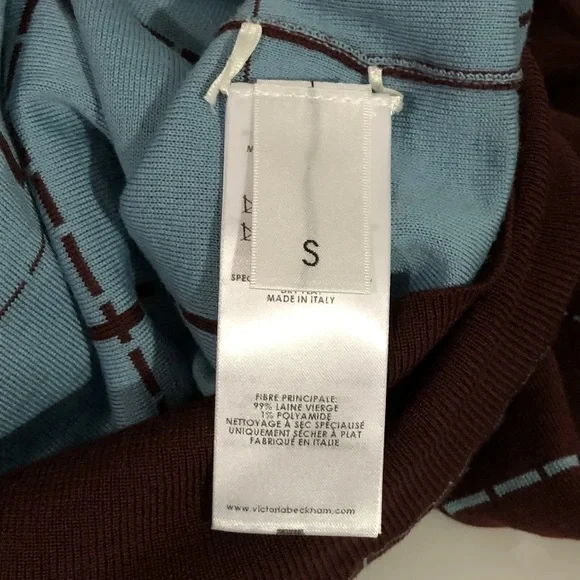 S
MADE IN ITALY
FIBRE PRINCIPALE:
99% LAINE VIERGE
1% POLYAMIDE
NETTOYAGE À SEC SPÉCIALISÉ
UNIQUEMENT SÉCHER À PLAT
FABRIQUÉ EN ITALIE
www.victoriabeckham.com